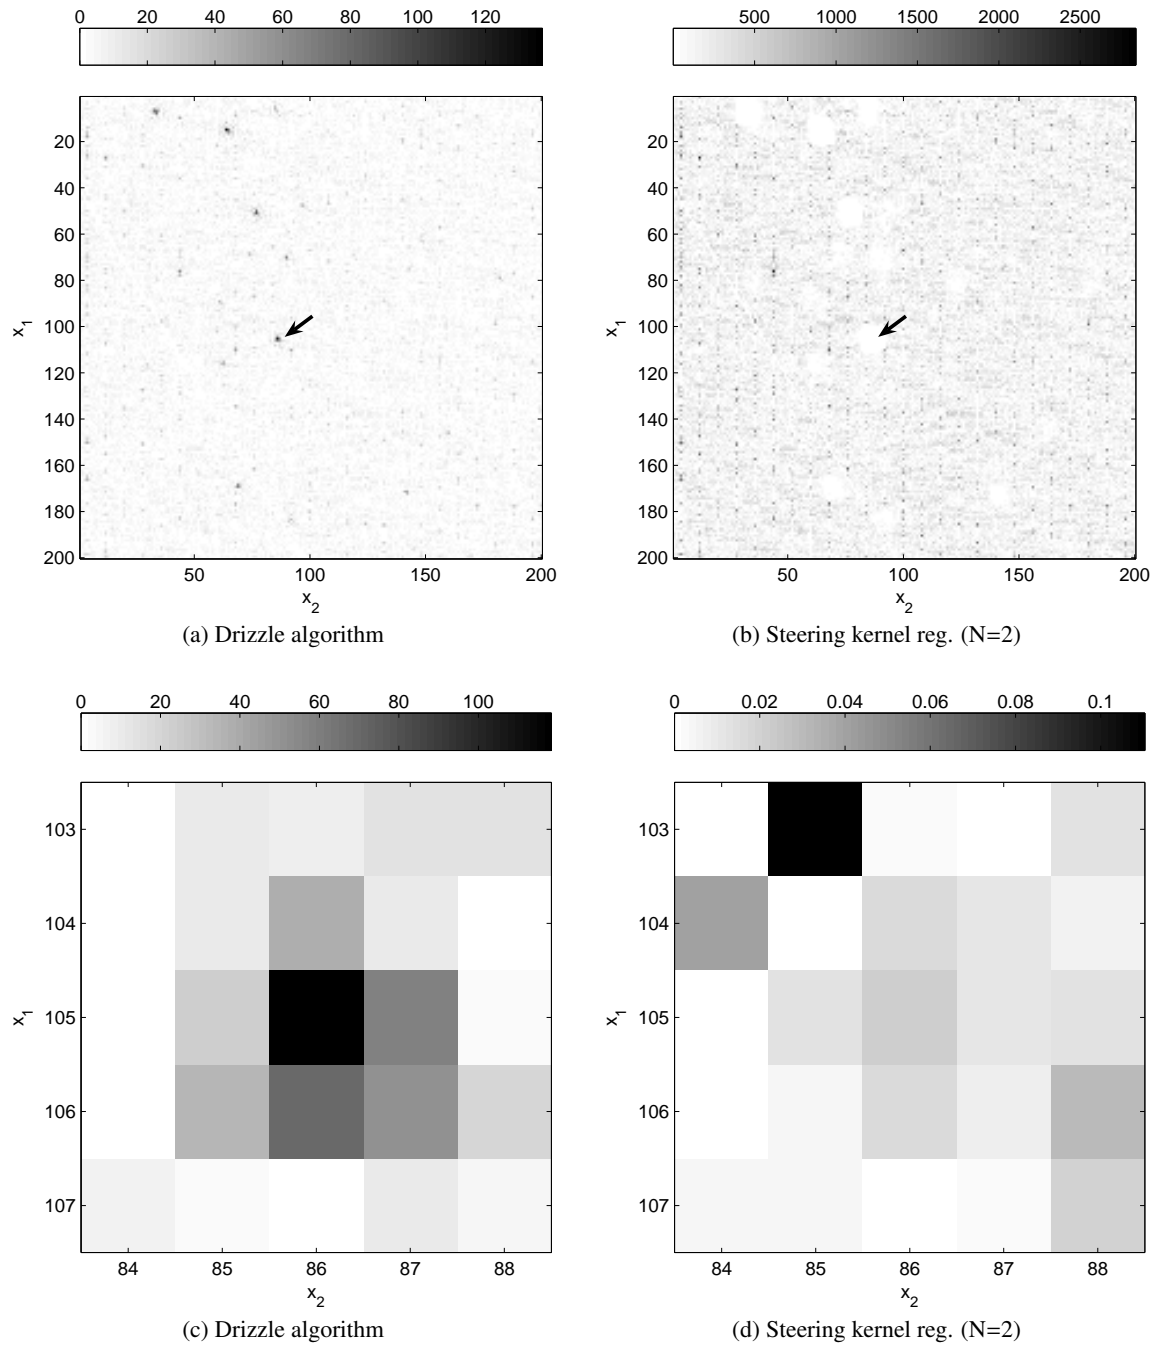 0 20 40 60 80 100 120
500 1000 1500 2000 2500
20
40
60
80
100
120
140
160
180
200
x1
50 100 150 200
x2
(a) Drizzle algorithm
20
40
60
80
100
120
140
160
180
200
x1
50 100 150 200
x2
(b) Steering kernel reg. (N=2)
0 20 40 60 80 100
0 0.02 0.04 0.06 0.08 0.1
103
104
105
106
107
x1
84 85 86 87 88
x2
(c) Drizzle algorithm
103
104
105
106
107
x1
84 85 86 87 88
x2
(d) Steering kernel reg. (N=2)